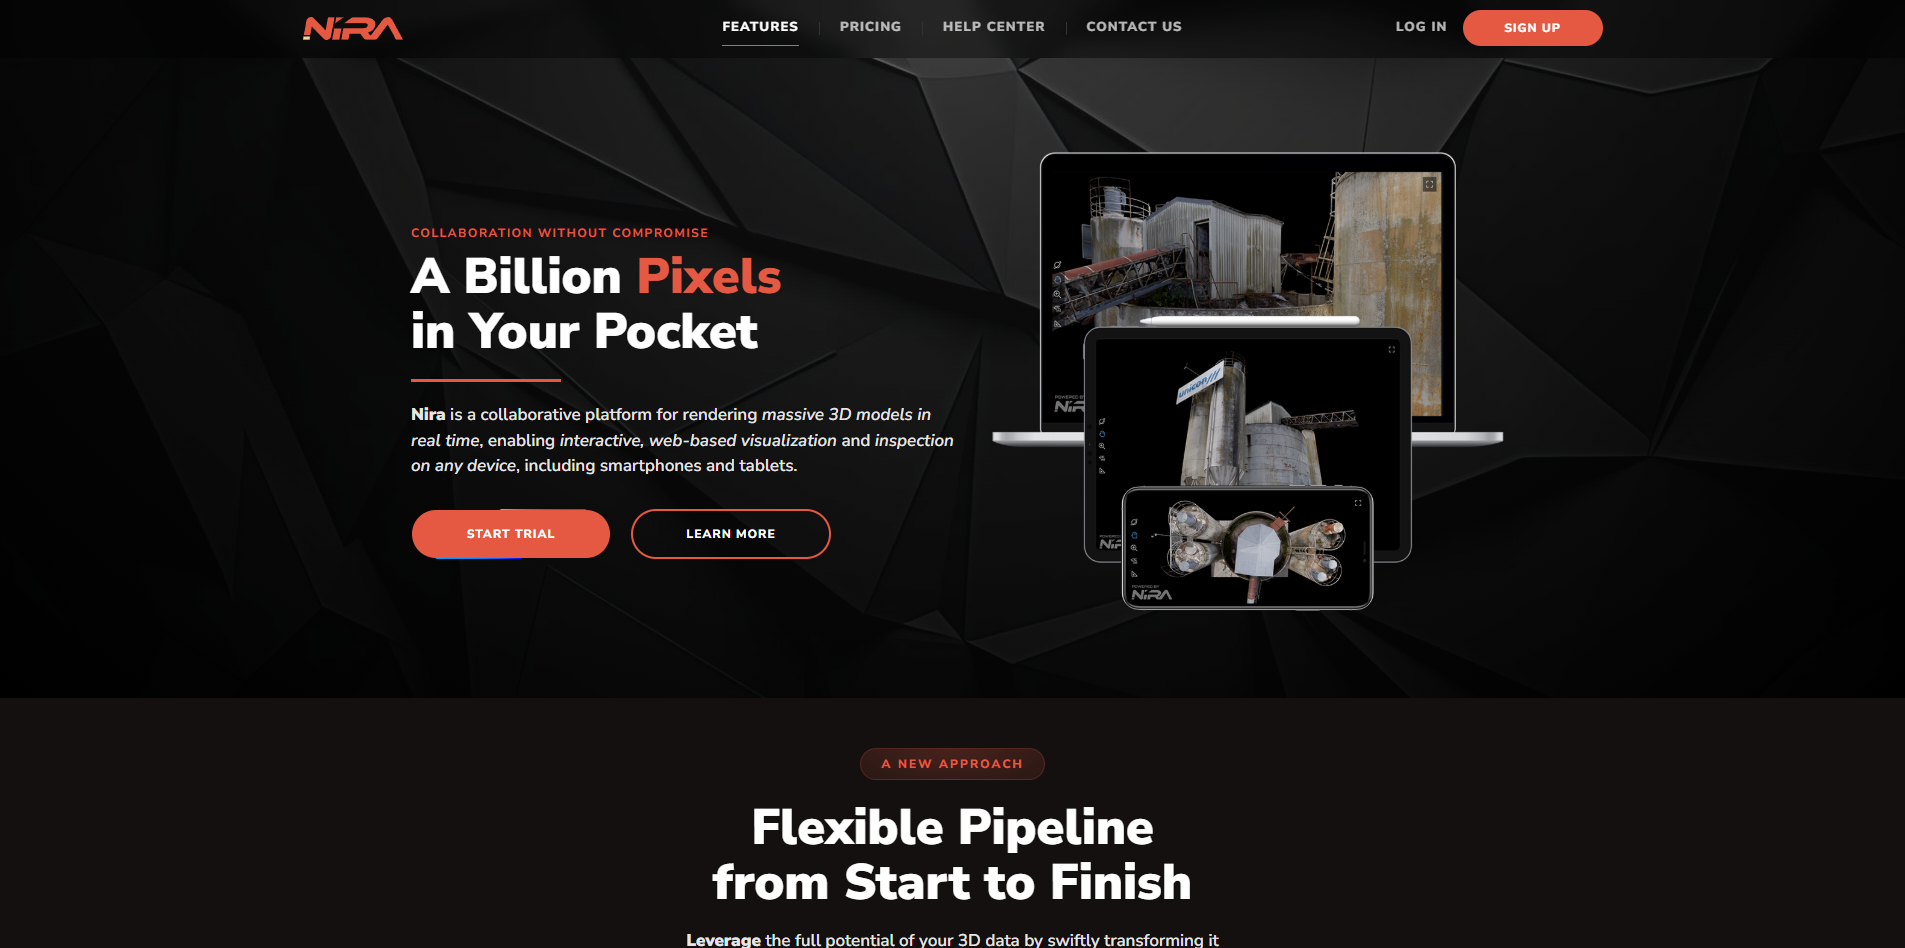 NiRA
FEATURES
PRICING
HELP CENTER
CONTACT US
LOG IN
SIGN UP
COLLABORATION WITHOUT COMPROMISE
A Billion Pixels
in Your Pocket
Nira is a collaborative platform for rendering massive 3D models in
real time, enabling interactive, web-based visualization and inspection
on any device, including smartphones and tablets.
START TRIAL
LEARN MORE
unicon///
POWERED BY
NiRA
A NEW APPROACH
Flexible Pipeline
from Start to Finish
Leverage the full potential of your 3D data by swiftly transforming it